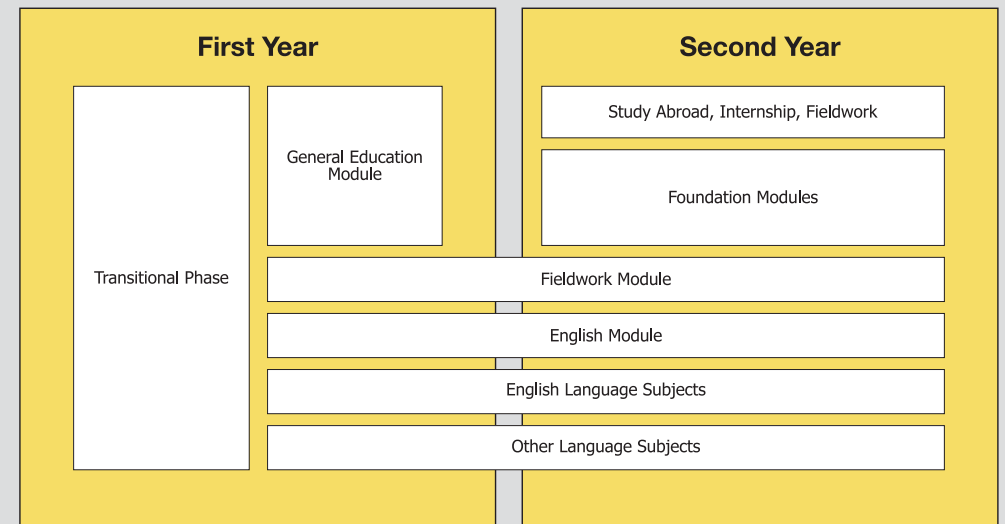 First Year
Second Year
Transitional Phase
General Education
Module
Study Abroad, Internship, Fieldwork
Foundation Modules
Fieldwork Module
English Module
English Language Subjects
Other Language Subjects